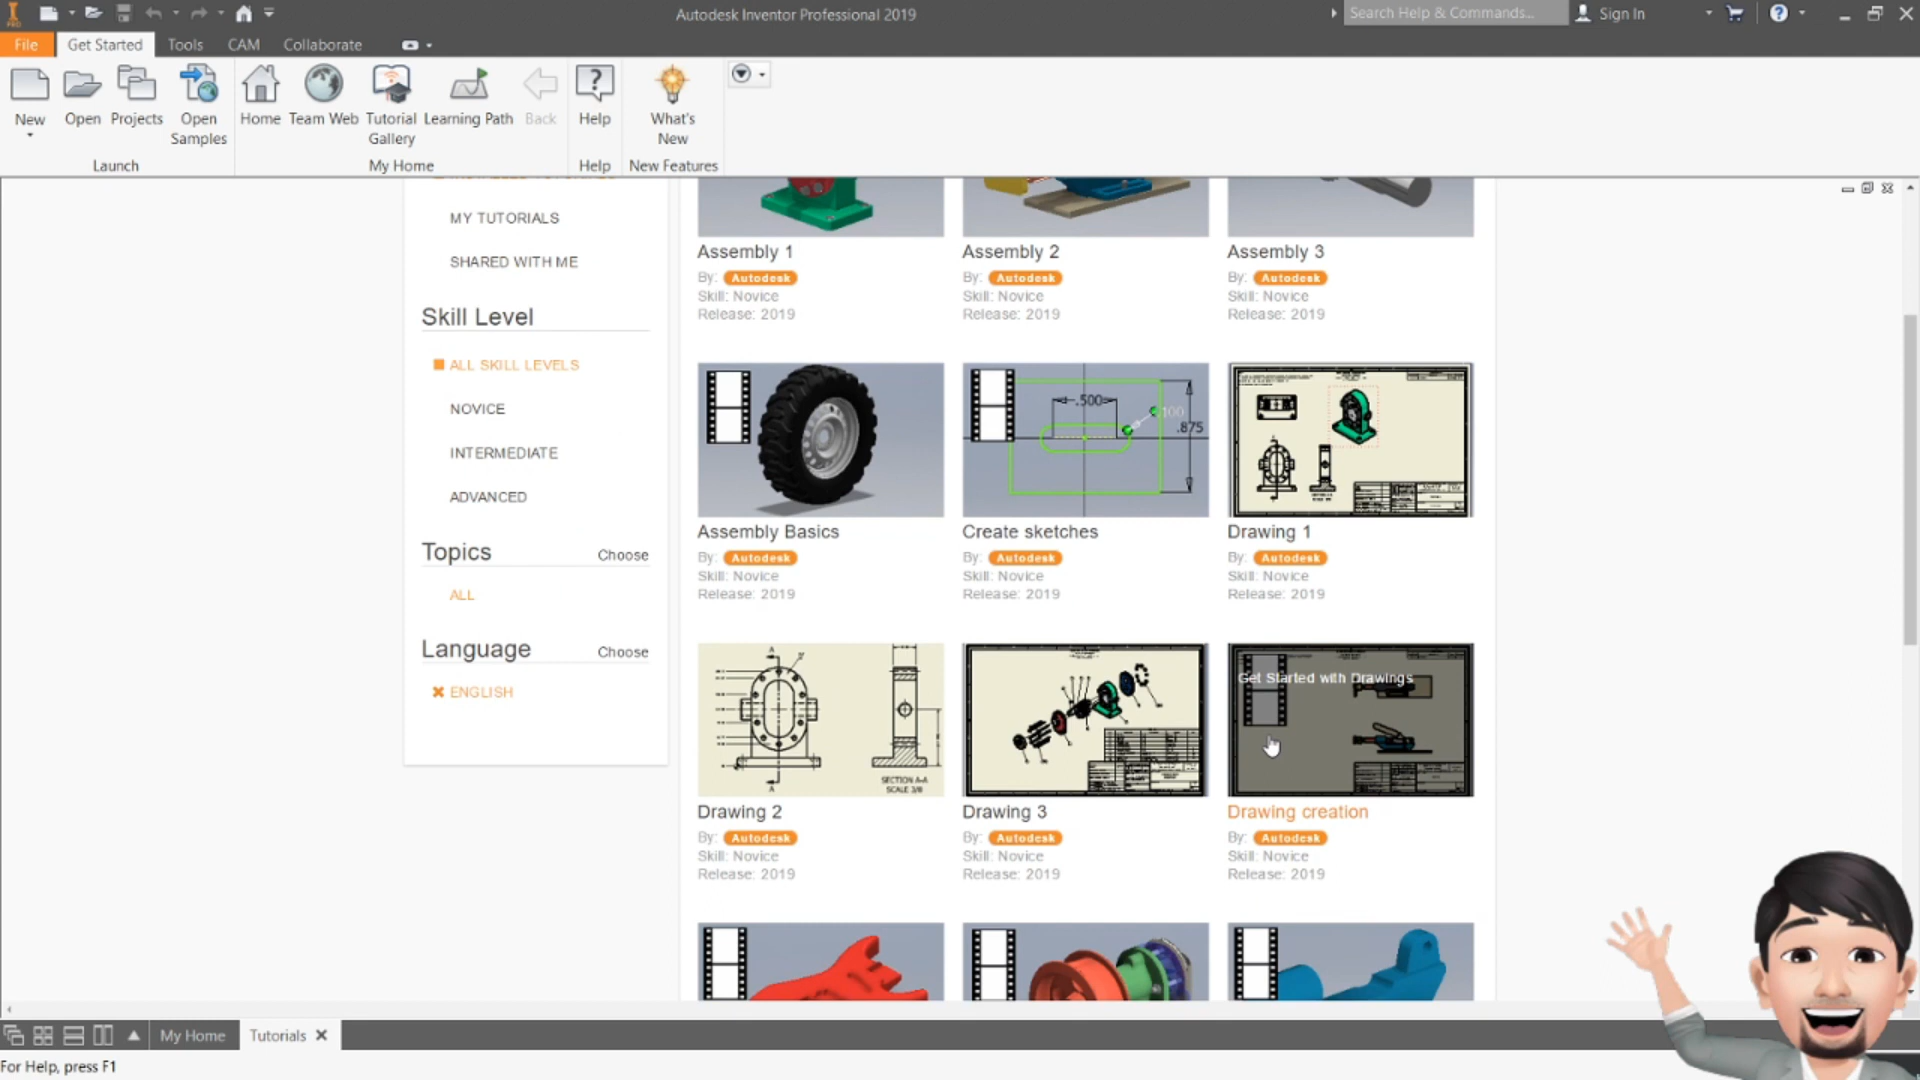 Autodesk Inventor Professional 2019
Search Help & Commands...
Sign In
File
Get Started
Tools
CAM
Collaborate
New
Open
Projects
Open Samples
Home
Team Web
Tutorial Gallery
Learning Path
Back
Help
What's New
Launch
My Home
Help
New Features
MY TUTORIALS
SHARED WITH ME
Skill Level
ALL SKILL LEVELS
NOVICE
INTERMEDIATE
ADVANCED
Topics
Choose
ALL
Language
Choose
ENGLISH
Assembly 1
By: Autodesk
Skill: Novice
Release: 2019
Assembly 2
By: Autodesk
Skill: Novice
Release: 2019
Assembly 3
By: Autodesk
Skill: Novice
Release: 2019
Assembly Basics
By: Autodesk
Skill: Novice
Release: 2019
.500
.100
.875
Create sketches
By: Autodesk
Skill: Novice
Release: 2019
Drawing 1
By: Autodesk
Skill: Novice
Release: 2019
A
A
SECTION A-A
SCALE 3/8
Drawing 2
By: Autodesk
Skill: Novice
Release: 2019
Drawing 3
By: Autodesk
Skill: Novice
Release: 2019
Get Started with Drawings
Drawing creation
By: Autodesk
Skill: Novice
Release: 2019
My Home
Tutorials
For Help, press F1